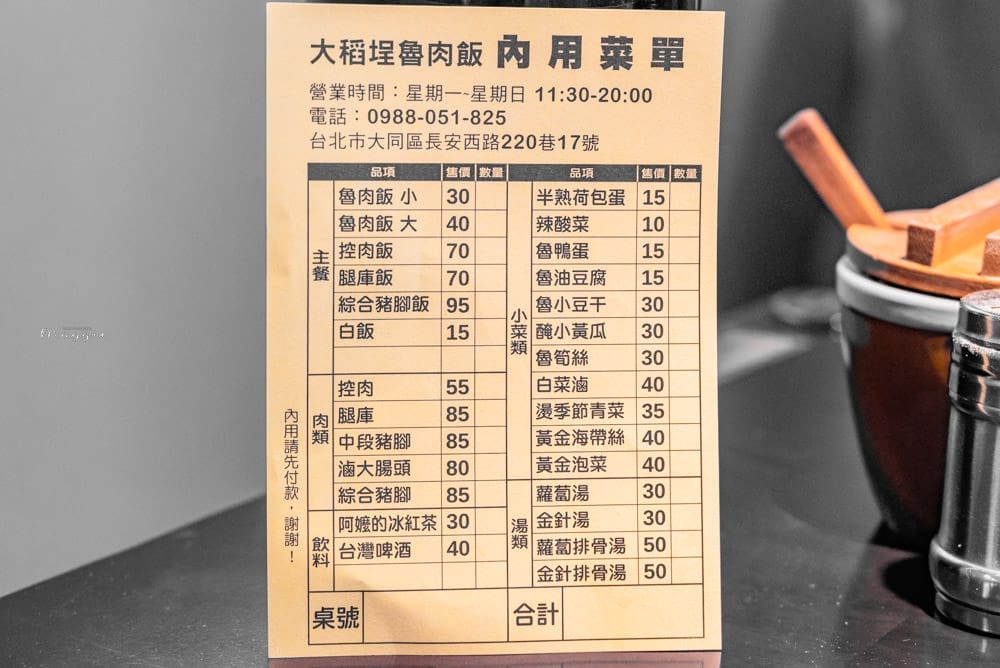 大稻埕魯肉飯 內用菜單
營業時間：星期一~星期日 11:30-20:00
電話：0988-051-825
台北市大同區長安西路220巷17號
品項 售價 數量
主餐
魯肉飯 小 30
魯肉飯 大 40
控肉飯 70
腿庫飯 70
綜合豬腳飯 95
白飯 15
肉類
控肉 55
腿庫 85
中段豬腳 85
滷大腸頭 80
綜合豬腳 85
飲料
阿嬤的冰紅茶 30
台灣啤酒 40
品項 售價 數量
小菜類
半熟荷包蛋 15
辣酸菜 10
魯鴨蛋 15
魯油豆腐 15
魯小豆干 30
醃小黃瓜 30
魯筍絲 30
白菜滷 40
燙季節青菜 35
黃金海帶絲 40
黃金泡菜 40
湯類
蘿蔔湯 30
金針湯 30
蘿蔔排骨湯 50
金針排骨湯 50
桌號 合計
內用請先付款，謝謝！